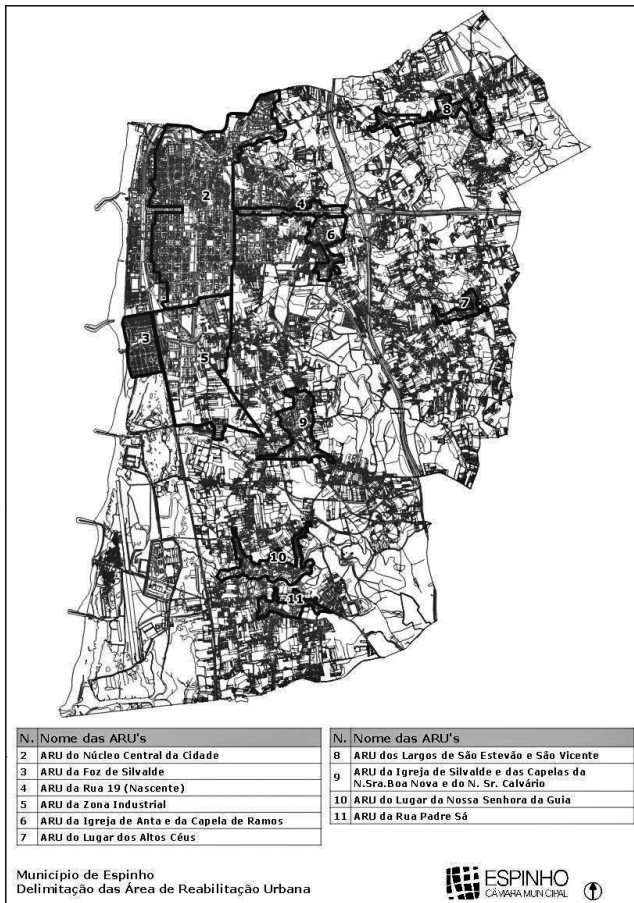 8
2
4
6
7
3
5
9
10
11
N. Nome das ARU's
2 ARU do Núcleo Central da Cidade
3 ARU da Foz de Silvalde
4 ARU da Rua 19 (Nascente)
5 ARU da Zona Industrial
6 ARU da Igreja de Anta e da Capela de Ramos
7 ARU do Lugar dos Altos Céus
N. Nome das ARU's
8 ARU dos Largos de São Estevão e São Vicente
9 ARU da Igreja de Silvalde e das Capelas da
N.Sra.Boa Nova e do N. Sr. Calvário
10 ARU do Lugar da Nossa Senhora da Guia
11 ARU da Rua Padre Sá
Município de Espinho
Delimitação das Área de Reabilitação Urbana
ESPINHO
CÂMARA MUNICIPAL